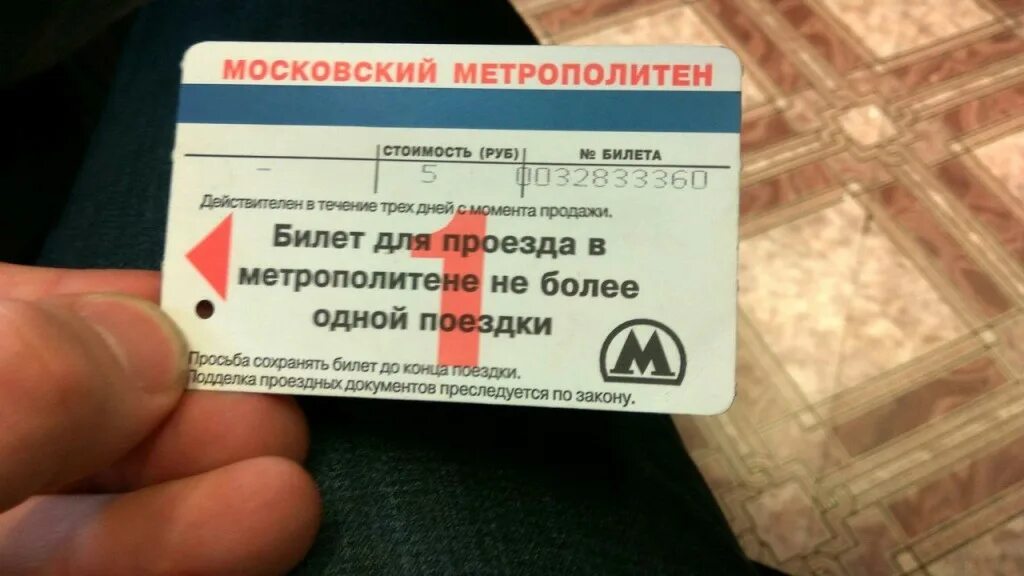 МОСКОВСКИЙ МЕТРОПОЛИТЕН
СТОИМОСТЬ (РУБ) № БИЛЕТА
- 5 0032833360
Действителен в течение трех дней с момента продажи.
1
Билет для проезда в
метрополитене не более
одной поездки
М
Просьба сохранять билет до конца поездки.
Подделка проездных документов преследуется по закону.